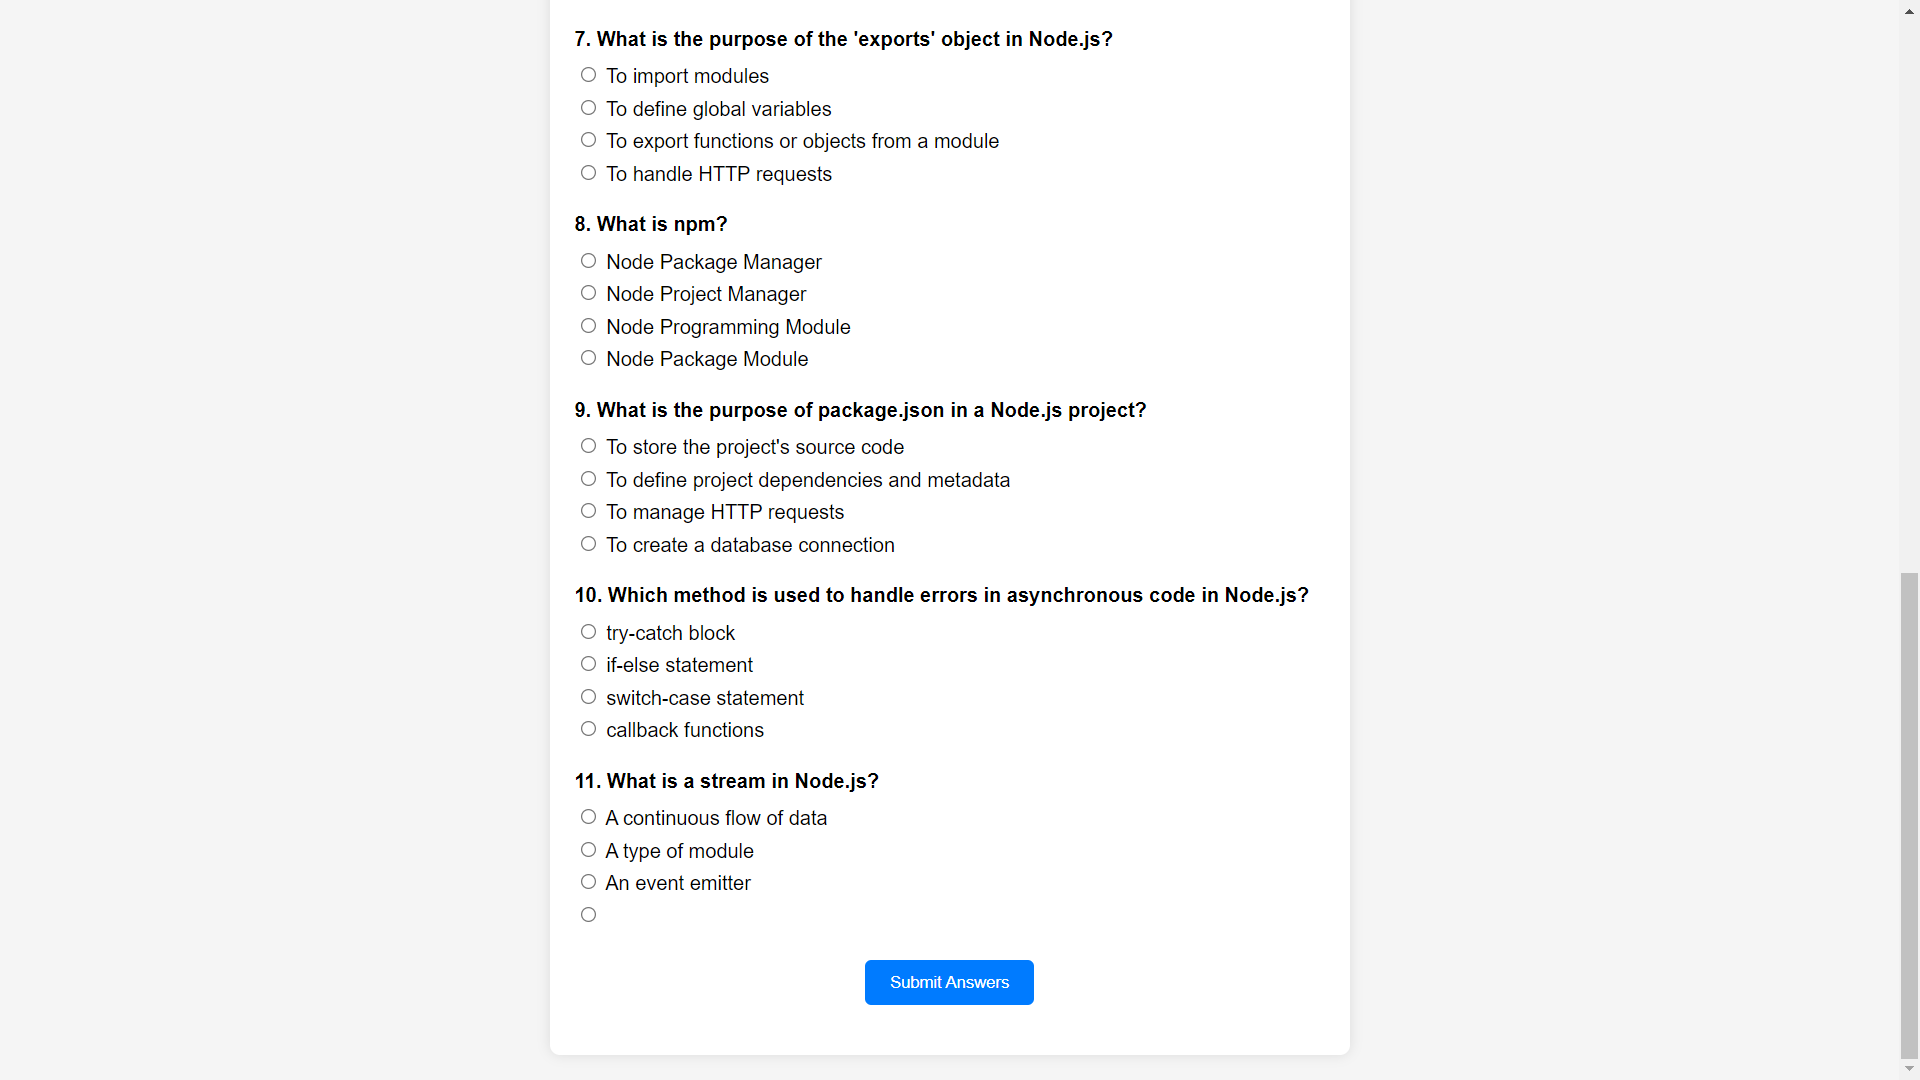 7. What is the purpose of the 'exports' object in Node.js?
To import modules
To define global variables
To export functions or objects from a module
To handle HTTP requests
8. What is npm?
Node Package Manager
Node Project Manager
Node Programming Module
Node Package Module
9. What is the purpose of package.json in a Node.js project?
To store the project's source code
To define project dependencies and metadata
To manage HTTP requests
To create a database connection
10. Which method is used to handle errors in asynchronous code in Node.js?
try-catch block
if-else statement
switch-case statement
callback functions
11. What is a stream in Node.js?
A continuous flow of data
A type of module
An event emitter
Submit Answers